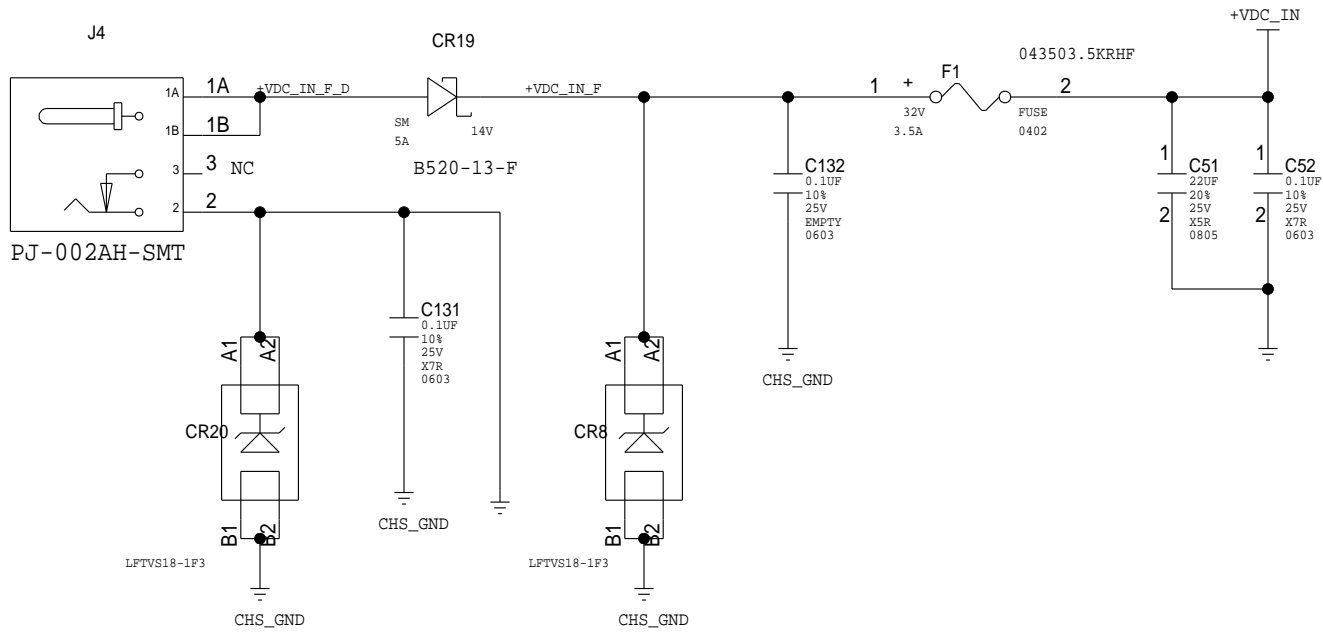 +VDC_IN
J4
CR19
043503.5KRHF
1A 1A +VDC_IN_F_D +VDC_IN_F 1 + F1 2
1B 1B SM 5A 14V 32V 3.5A FUSE 0402
3 3 NC B520-13-F
2 2
PJ-002AH-SMT
C132
0.1UF
10%
25V
EMPTY
0603
CHS_GND
1 C51
22UF
20%
2 25V
X5R
0805
1 C52
0.1UF
10%
2 25V
X7R
0603
C131
0.1UF
10%
25V
X7R
0603
CHS_GND
A1 A2
CR20
B1 B2
LFTVS18-1F3
CHS_GND
A1 A2
CR8
B1 B2
LFTVS18-1F3
CHS_GND